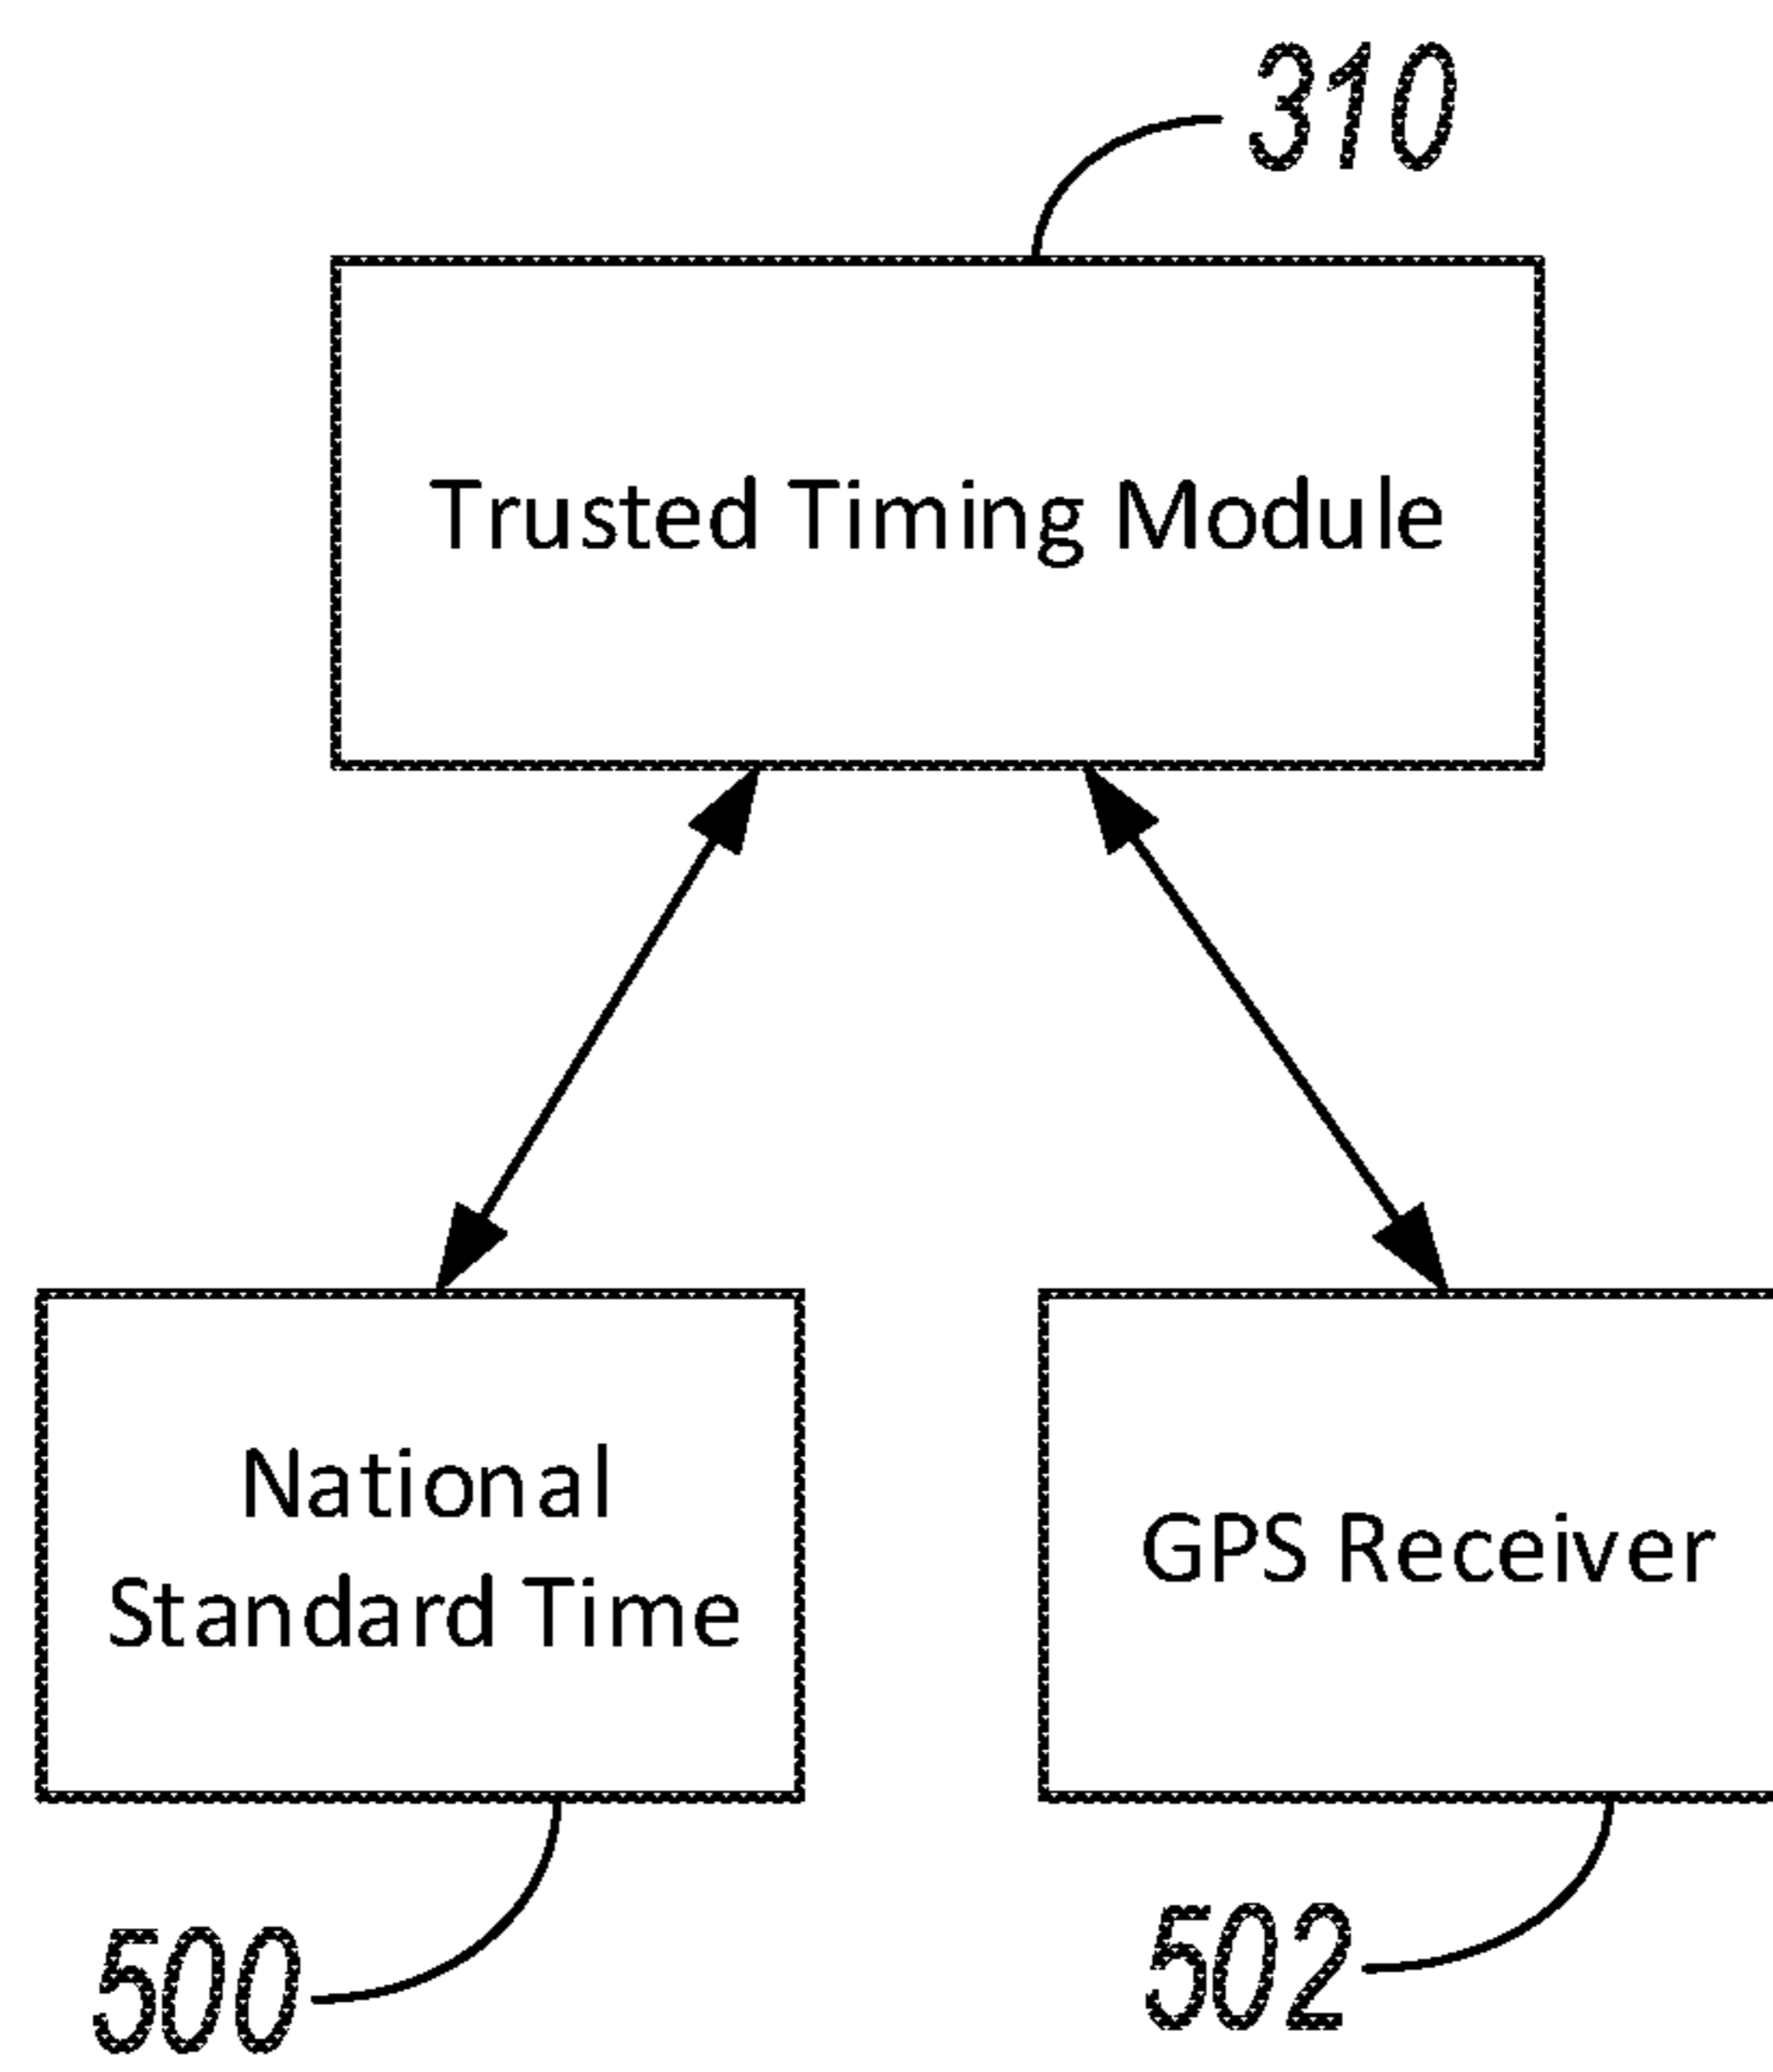 310
Trusted Timing Module
National
Standard Time
GPS Receiver
500
502